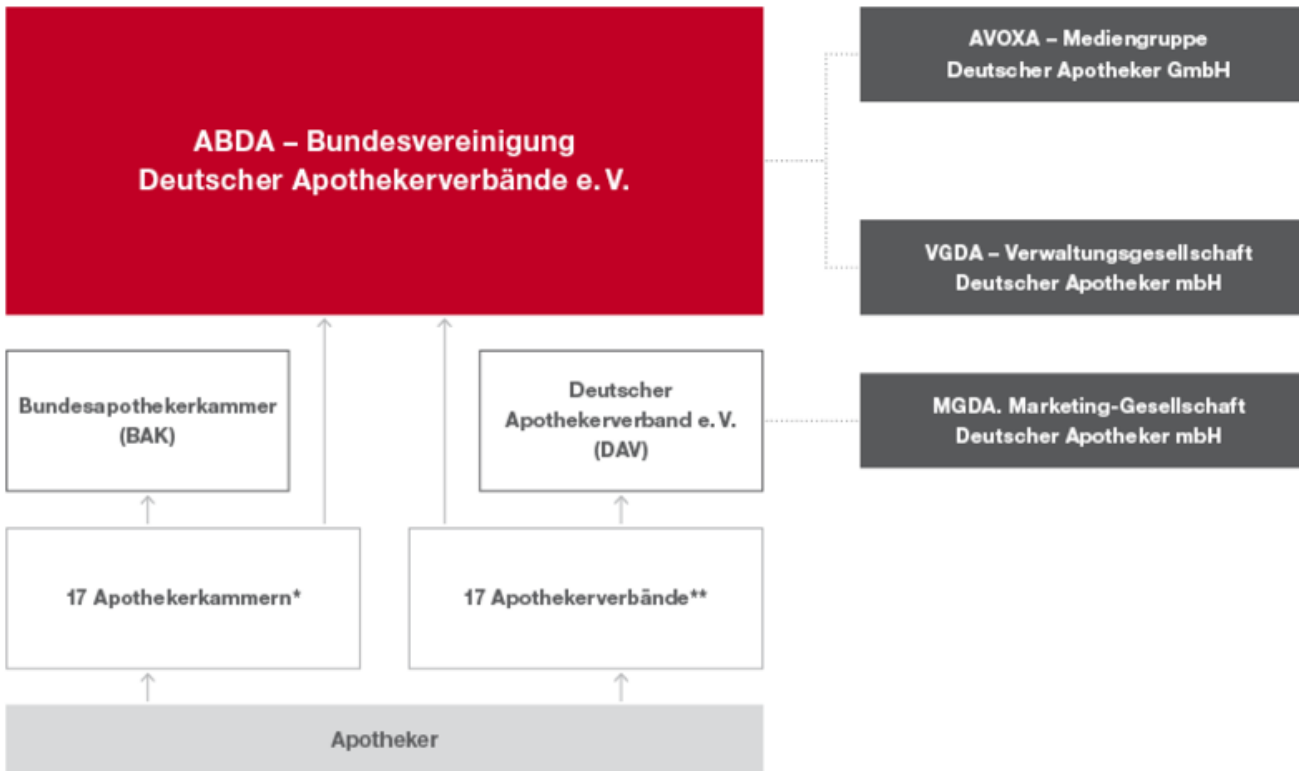 ABDA – Bundesvereinigung
Deutscher Apothekerverbände e. V.
AVOXA – Mediengruppe
Deutscher Apotheker GmbH
VGDA – Verwaltungsgesellschaft
Deutscher Apotheker mbH
Bundesapothekerkammer
(BAK)
Deutscher
Apothekerverband e. V.
(DAV)
MGDA. Marketing-Gesellschaft
Deutscher Apotheker mbH
17 Apothekerkammern*
17 Apothekerverbände**
Apotheker